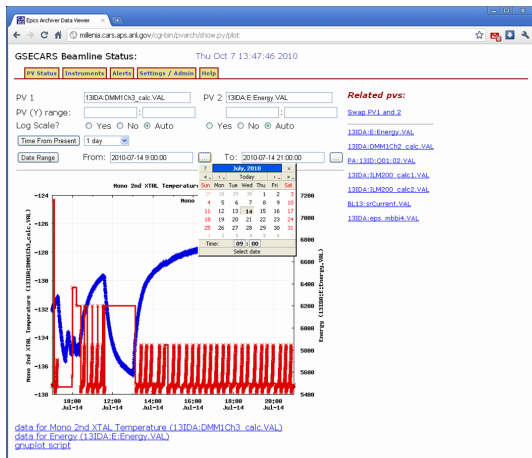 Epics Archiver Data Viewer
millenia.cars.aps.anl.gov/cgi-bin/pvarch/show.py/plot
GSECARS Beamline Status: Thu Oct 7 13:47:46 2010
PV Status Instruments Alerts Settings / Admin Help
PV 1 13IDA:DMM1Ch3_calc.VAL PV 2 13IDA:E:Energy.VAL
PV (Y) range: : :
Log Scale? Yes No Auto Yes No Auto
Time From Present 1 day
Date Range From: 2010-07-14 9:00:00 ... To: 2010-07-14 21:00:00 ...
Related pvs:
Swap PV1 and 2
13IDA:E:Energy.VAL
13IDA:DMM1Ch2_calc.VAL
PA:13ID:Q01:02.VAL
13IDA:ILM200_calc1.VAL
13IDA:ILM200_calc2.VAL
BL13:srCurrent.VAL
13IDA:eps_mbbi4.VAL
? July, 2010 x
« ‹ Today › »
Sun Mon Tue Wed Thu Fri Sat
27 28 29 30 1 2 3
4 5 6 7 8 9 10
11 12 13 14 15 16 17
18 19 20 21 22 23 24
25 26 27 28 29 30 31
1 2 3 4 5 6 7
Time: 09 : 00
Select date
Mono 2nd XTAL Temperatur
Mono
Mono 2nd XTAL Temperature (13IDA:DMM1Ch3_calc.VAL)
-124
-128
-130
-132
-134
-136
-138
7200
7000
6800
6600
6400
6200
6000
5800
5600
5400
Energy (13IDA:E:Energy.VAL)
10:00 12:00 14:00 16:00 18:00 20:00
Jul-14 Jul-14 Jul-14 Jul-14 Jul-14 Jul-14
data for Mono 2nd XTAL Temperature (13IDA:DMM1Ch3_calc.VAL)
data for Energy (13IDA:E:Energy.VAL)
gnuplot script